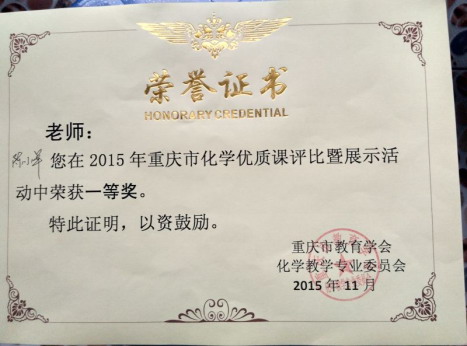 荣誉证书
HONORARY CREDENTIAL
老师：
您在2015年重庆市化学优质课评比暨展示活
动中荣获一等奖。
特此证明，以资鼓励。
重庆市教育学会
化学教学专业委员会
2015年11月